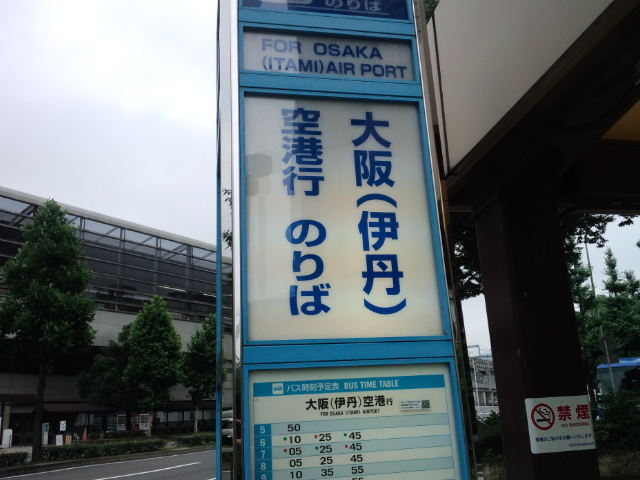 のりば
FOR OSAKA
(ITAMI) AIR PORT
大阪(伊丹)
空港行 のりば
バス時刻予定表 BUS TIME TABLE
大阪(伊丹)空港行
FOR OSAKA (ITAMI) AIRPORT
5 50
6 10 25 45
7 05 25 45
8 05 25 45
9 10 35 55
禁煙
NO SMOKING